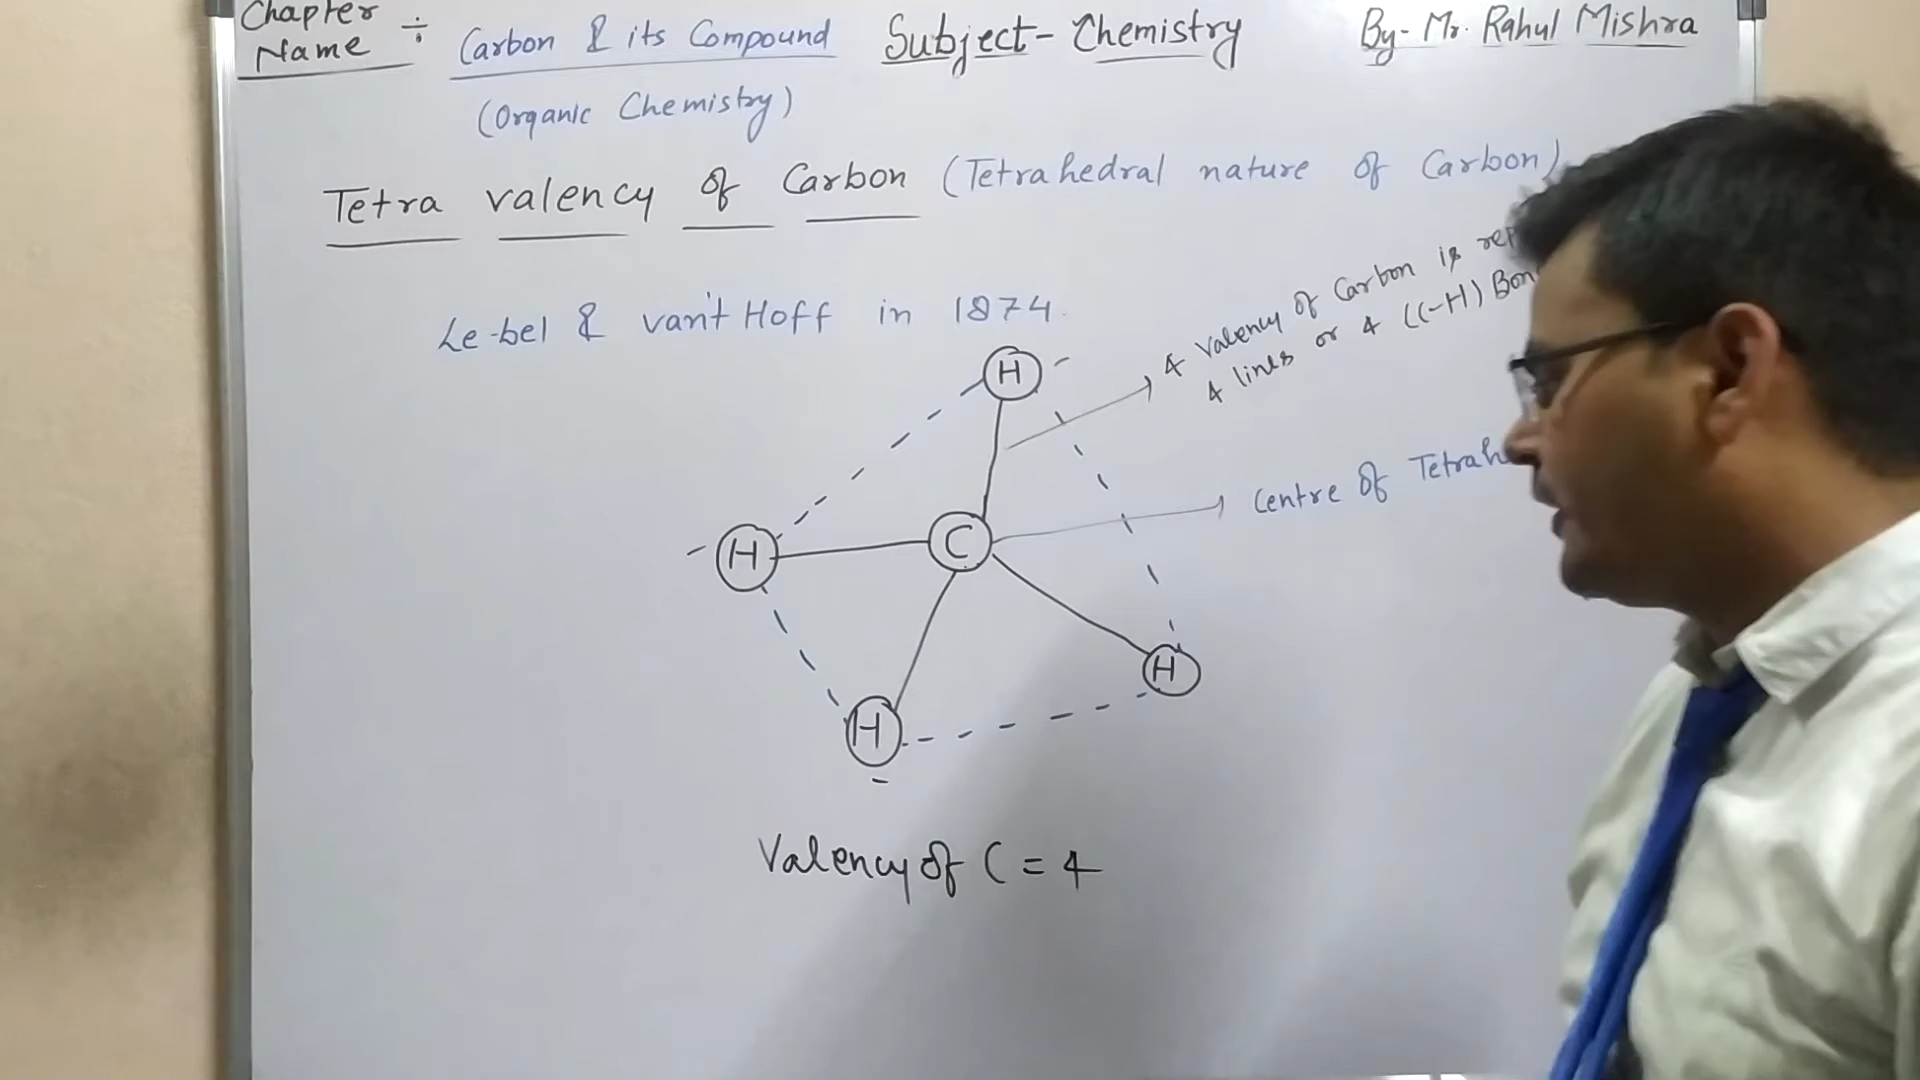 Chapter Name ÷ Carbon & its Compound Subject - Chemistry By- Mr. Rahul Mishra
(Organic Chemistry)
Tetra valency of Carbon (Tetrahedral nature of Carbon)
Le-bel & van't Hoff in 1874.
4 valency of Carbon is
4 lines or 4 (C-H)
H
Centre of
H
C
H
H
Valency of C = 4